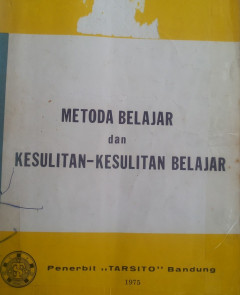 METODA BELAJAR
dan
KESULITAN-KESULITAN BELAJAR
Penerbit „TARSITO" Bandung
1975